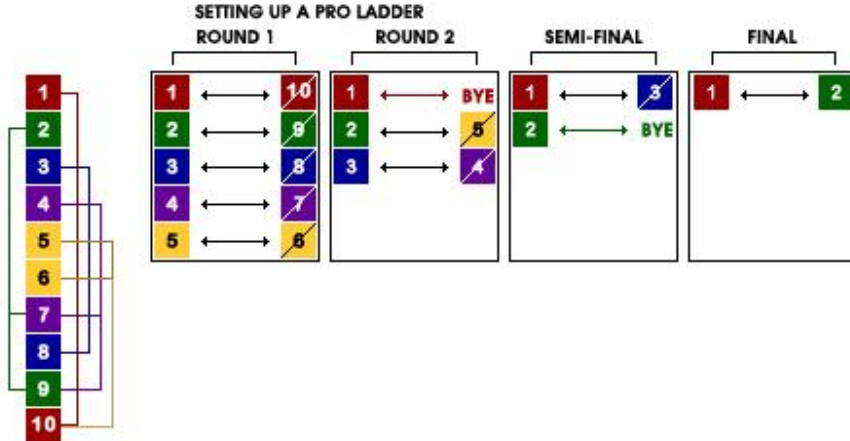 SETTING UP A PRO LADDER
ROUND 1 ROUND 2 SEMI-FINAL FINAL
1 1 10 1 BYE 1 3 1 2
2 2 9 2 5 2 BYE
3 3 8 3 4
4 4 7
5 5 6
6
7
8
9
10